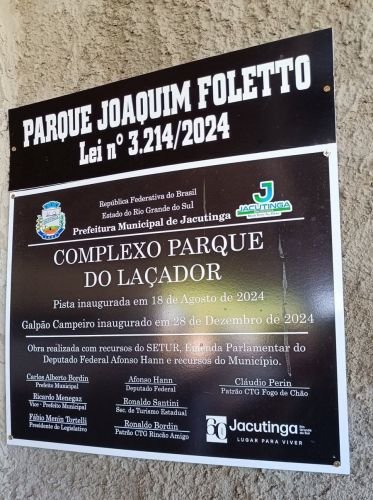 PARQUE JOAQUIM FOLETTO
Lei n° 3.214/2024
República Federativa do Brasil
Estado do Rio Grande do Sul
Prefeitura Municipal de Jacutinga
JACUTINGA
COMPLEXO PARQUE
DO LAÇADOR
Pista inaugurada em 18 de Agosto de 2024
Galpão Campeiro inaugurado em 28 de Dezembro de 2024
Obra realizada com recursos do SETUR, Emenda Parlamentar do
Deputado Federal Afonso Hann e recursos do Município.
Carlos Alberto Bordin
Prefeito Municipal
Ricardo Menegaz
Vice - Prefeito Municipal
Fábio Menin Tortelli
Presidente do Legislativo
Afonso Hann
Deputado Federal
Ronaldo Santini
Sec. de Turismo Estadual
Ronaldo Bordin
Patrão CTG Rincão Amigo
Cláudio Perin
Patrão CTG Fogo de Chão
60 Jacutinga
LUGAR PARA VIVER